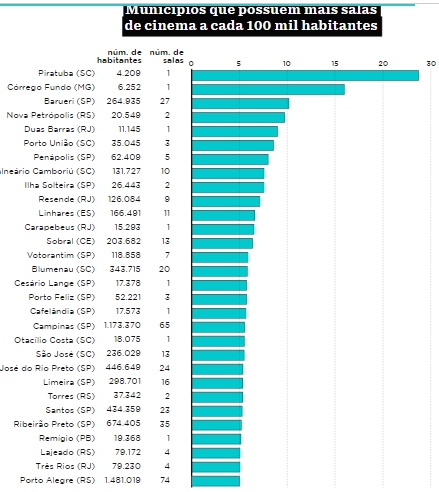 Municípios que possuem mais salas
de cinema a cada 100 mil habitantes
núm. de núm. de
habitantes salas 0 5 10 15 20 25 30
Piratuba (SC) 4.209 1
Córrego Fundo (MG) 6.252 1
Barueri (SP) 264.935 27
Nova Petrópolis (RS) 20.549 2
Duas Barras (RJ) 11.145 1
Porto União (SC) 35.045 3
Penápolis (SP) 62.409 5
lneário Camboriú (SC) 131.727 10
Ilha Solteira (SP) 26.443 2
Resende (RJ) 126.084 9
Linhares (ES) 166.491 11
Carapebeus (RJ) 15.293 1
Sobral (CE) 203.682 13
Votorantim (SP) 118.858 7
Blumenau (SC) 343.715 20
Cesário Lange (SP) 17.378 1
Porto Feliz (SP) 52.221 3
Cafelândia (SP) 17.573 1
Campinas (SP) 1.173.370 65
Otacílio Costa (SC) 18.075 1
São José (SC) 236.029 13
José do Rio Preto (SP) 446.649 24
Limeira (SP) 298.701 16
Torres (RS) 37.342 2
Santos (SP) 434.359 23
Ribeirão Preto (SP) 674.405 35
Remígio (PB) 19.368 1
Lajeado (RS) 79.172 4
Três Rios (RJ) 79.230 4
Porto Alegre (RS) 1.481.019 74